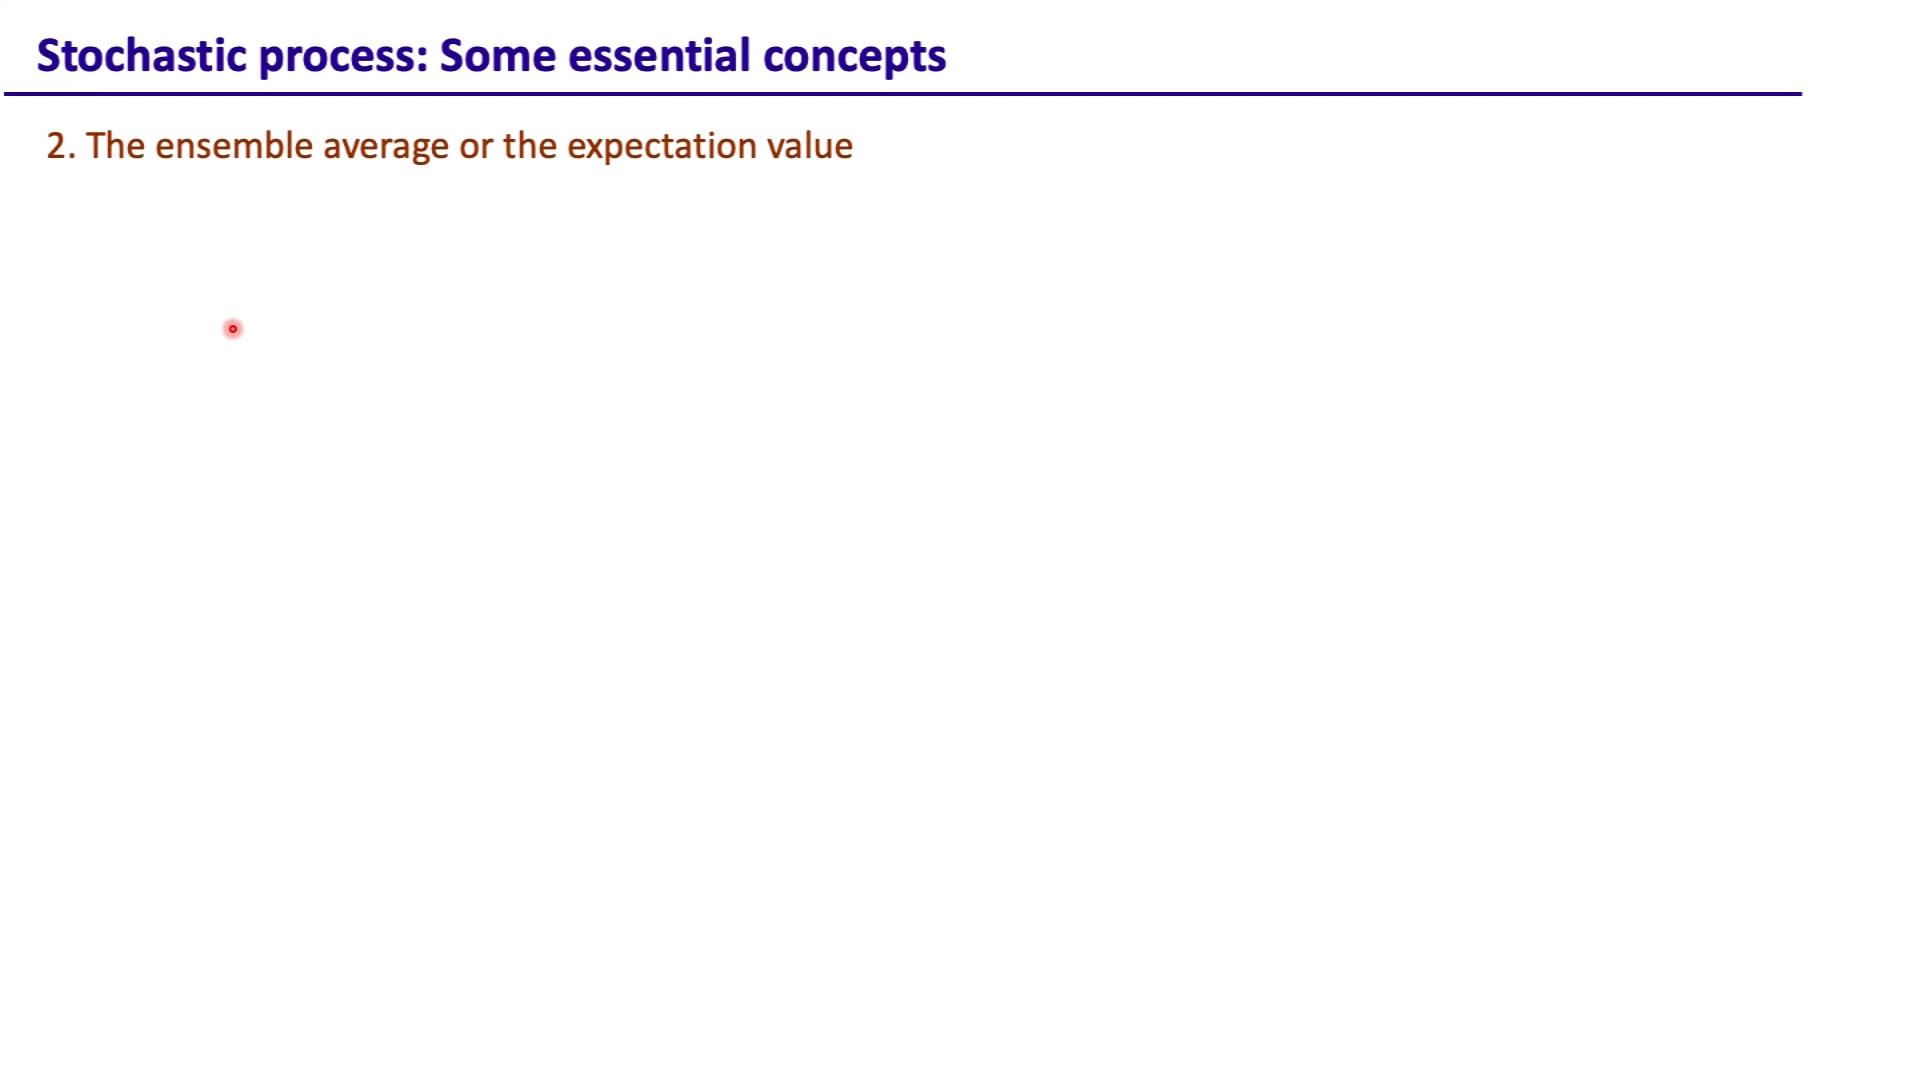 Stochastic process: Some essential concepts
2. The ensemble average or the expectation value